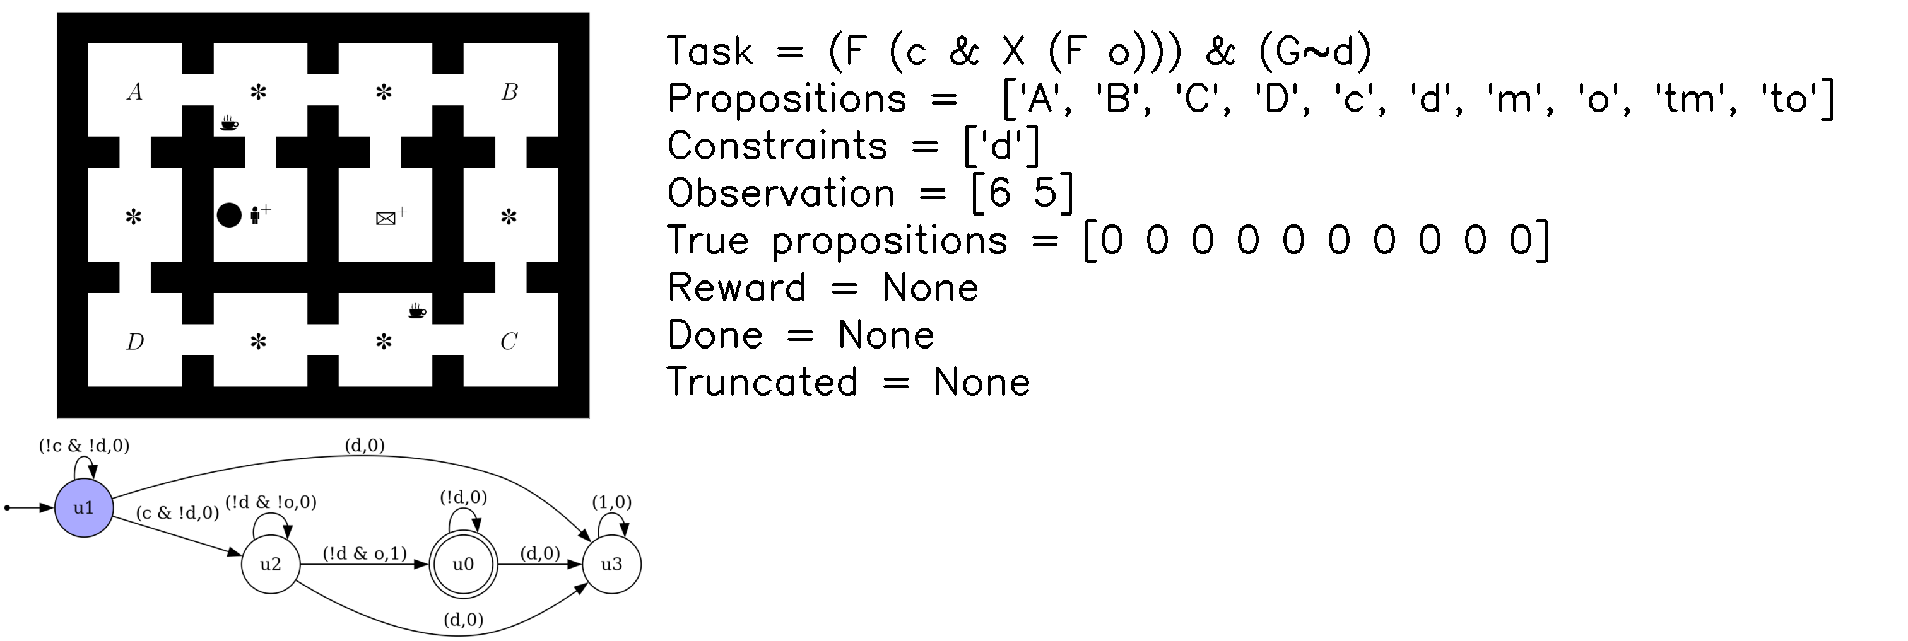 A
✻
✻
B
+
✻
✻
D
✻
✻
C
Task = (F (c & X (F o))) & (G~d)
Propositions = ['A', 'B', 'C', 'D', 'c', 'd', 'm', 'o', 'tm', 'to']
Constraints = ['d']
Observation = [6 5]
True propositions = [0 0 0 0 0 0 0 0 0 0]
Reward = None
Done = None
Truncated = None
(!c & !d,0)
(d,0)
u1
(c & !d,0)
(!d & !o,0)
(!d,0)
(1,0)
u2
(!d & o,1)
u0
(d,0)
u3
(d,0)